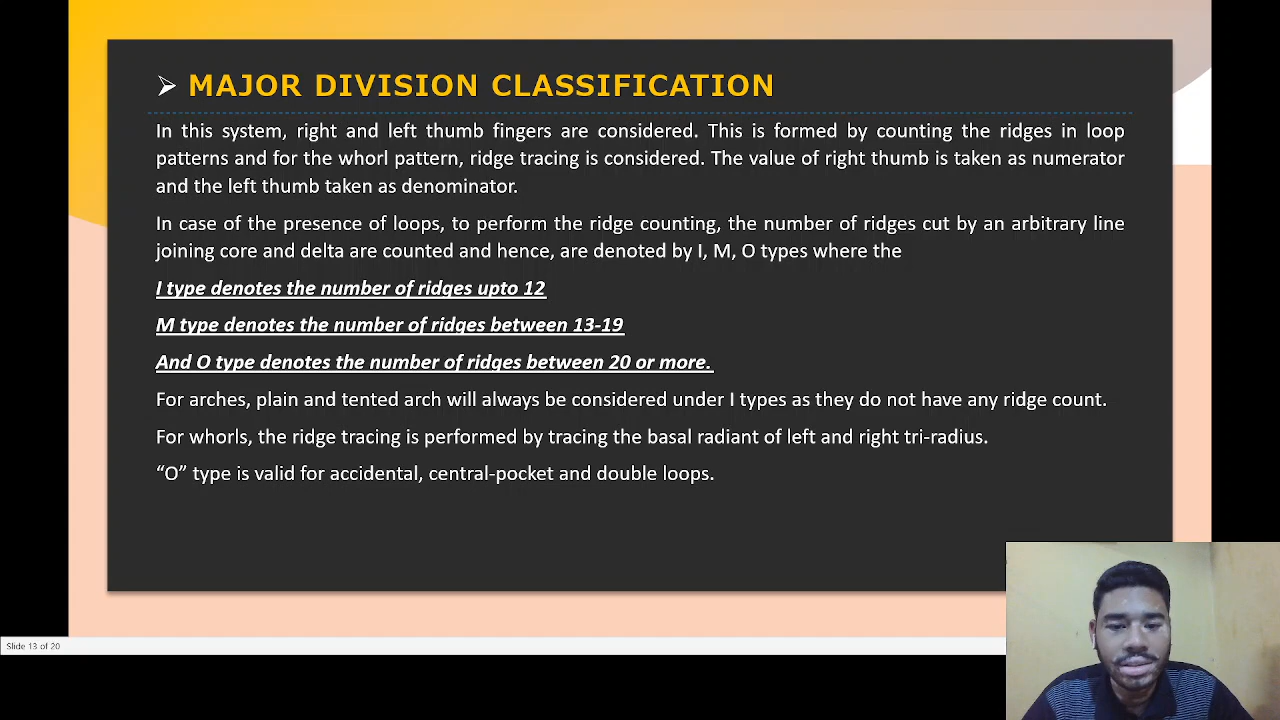 ➢ MAJOR DIVISION CLASSIFICATION
In this system, right and left thumb fingers are considered. This is formed by counting the ridges in loop
patterns and for the whorl pattern, ridge tracing is considered. The value of right thumb is taken as numerator
and the left thumb taken as denominator.
In case of the presence of loops, to perform the ridge counting, the number of ridges cut by an arbitrary line
joining core and delta are counted and hence, are denoted by I, M, O types where the
I type denotes the number of ridges upto 12
M type denotes the number of ridges between 13-19
And O type denotes the number of ridges between 20 or more.
For arches, plain and tented arch will always be considered under I types as they do not have any ridge count.
For whorls, the ridge tracing is performed by tracing the basal radiant of left and right tri-radius.
“O” type is valid for accidental, central-pocket and double loops.
Slide 13 of 20